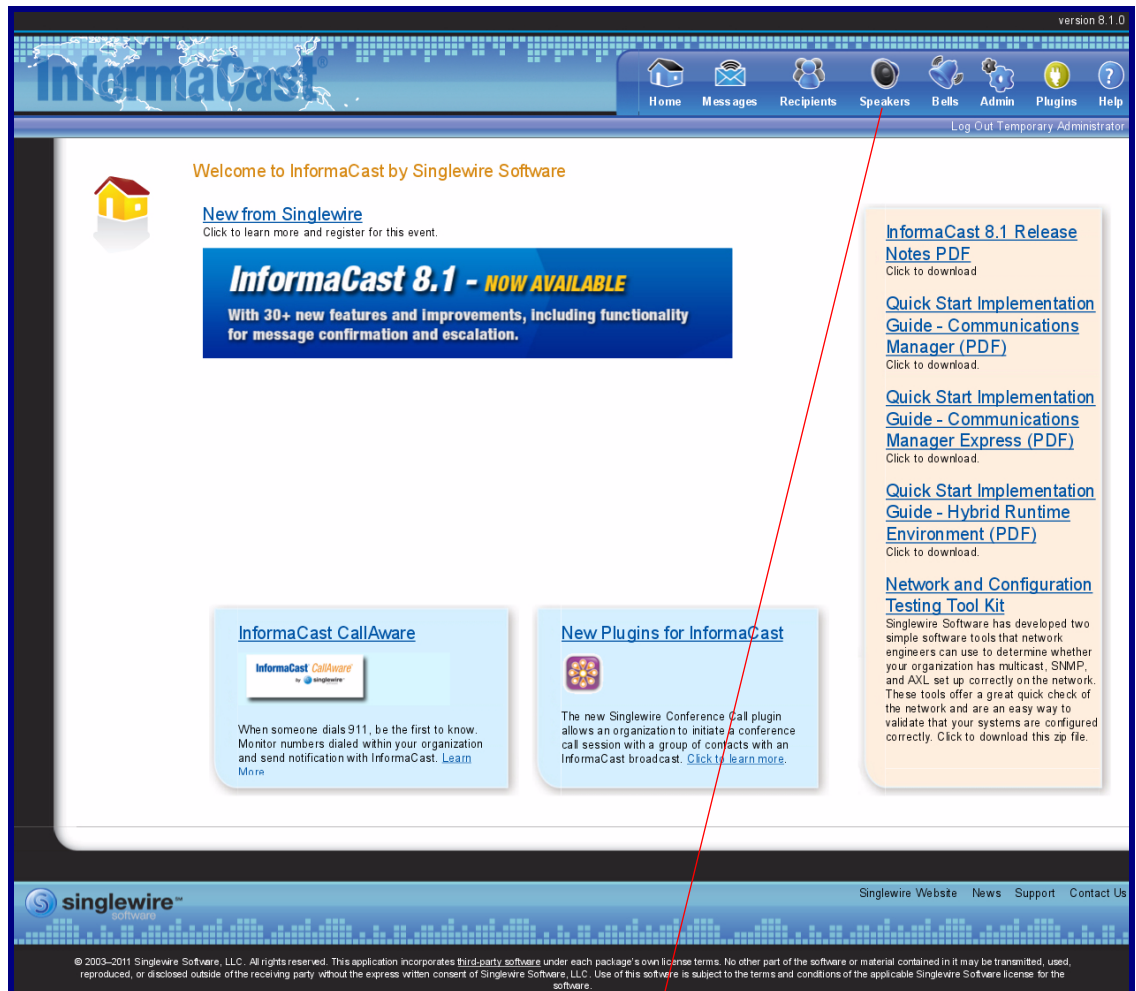 version 8.1.0
InformaCast®
Home Messages Recipients Speakers Bells Admin Plugins Help
Log Out Temporary Administrator
Welcome to InformaCast by Singlewire Software
New from Singlewire
Click to learn more and register for this event.
InformaCast 8.1 - NOW AVAILABLE
With 30+ new features and improvements, including functionality
for message confirmation and escalation.
InformaCast 8.1 Release
Notes PDF
Click to download
Quick Start Implementation
Guide - Communications
Manager (PDF)
Click to download.
Quick Start Implementation
Guide - Communications
Manager Express (PDF)
Click to download.
Quick Start Implementation
Guide - Hybrid Runtime
Environment (PDF)
Click to download.
Network and Configuration
Testing Tool Kit
Singlewire Software has developed two
simple software tools that network
engineers can use to determine whether
your organization has multicast, SNMP,
and AXL set up correctly on the network.
These tools offer a great quick check of
the network and are an easy way to
validate that your systems are configured
correctly. Click to download this zip file.
InformaCast CallAware
InformaCast CallAware
by singlewire
When someone dials 911, be the first to know.
Monitor numbers dialed within your organization
and send notification with InformaCast. Learn
More
New Plugins for InformaCast
The new Singlewire Conference Call plugin
allows an organization to initiate a conference
call session with a group of contacts with an
InformaCast broadcast. Click to learn more.
singlewire℠
software
Singlewire Website News Support Contact Us
© 2003–2011 Singlewire Software, LLC. All rights reserved. This application incorporates third-party software under each package's own license terms. No other part of the software or material contained in it may be transmitted, used,
reproduced, or disclosed outside of the receiving party without the express written consent of Singlewire Software, LLC. Use of this software is subject to the terms and conditions of the applicable Singlewire Software license for the
software.